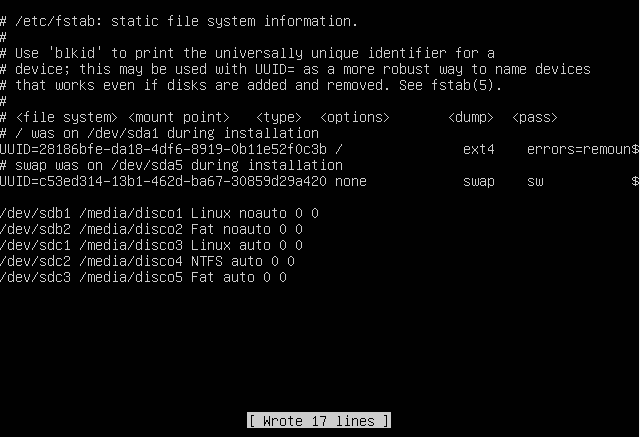 # /etc/fstab: static file system information.
#
# Use 'blkid' to print the universally unique identifier for a
# device; this may be used with UUID= as a more robust way to name devices
# that works even if disks are added and removed. See fstab(5).
#
# <file system> <mount point>   <type>  <options>       <dump>  <pass>
# / was on /dev/sda1 during installation
UUID=28186bfe-da18-4df6-8919-0b11e52f0c3b /               ext4    errors=remoun$
# swap was on /dev/sda5 during installation
UUID=c53ed314-13b1-462d-ba67-30859d29a420 none            swap    sw           $
/dev/sdb1 /media/disco1 Linux noauto 0 0
/dev/sdb2 /media/disco2 Fat noauto 0 0
/dev/sdc1 /media/disco3 Linux auto 0 0
/dev/sdc2 /media/disco4 NTFS auto 0 0
/dev/sdc3 /media/disco5 Fat auto 0 0
[ Wrote 17 lines ]